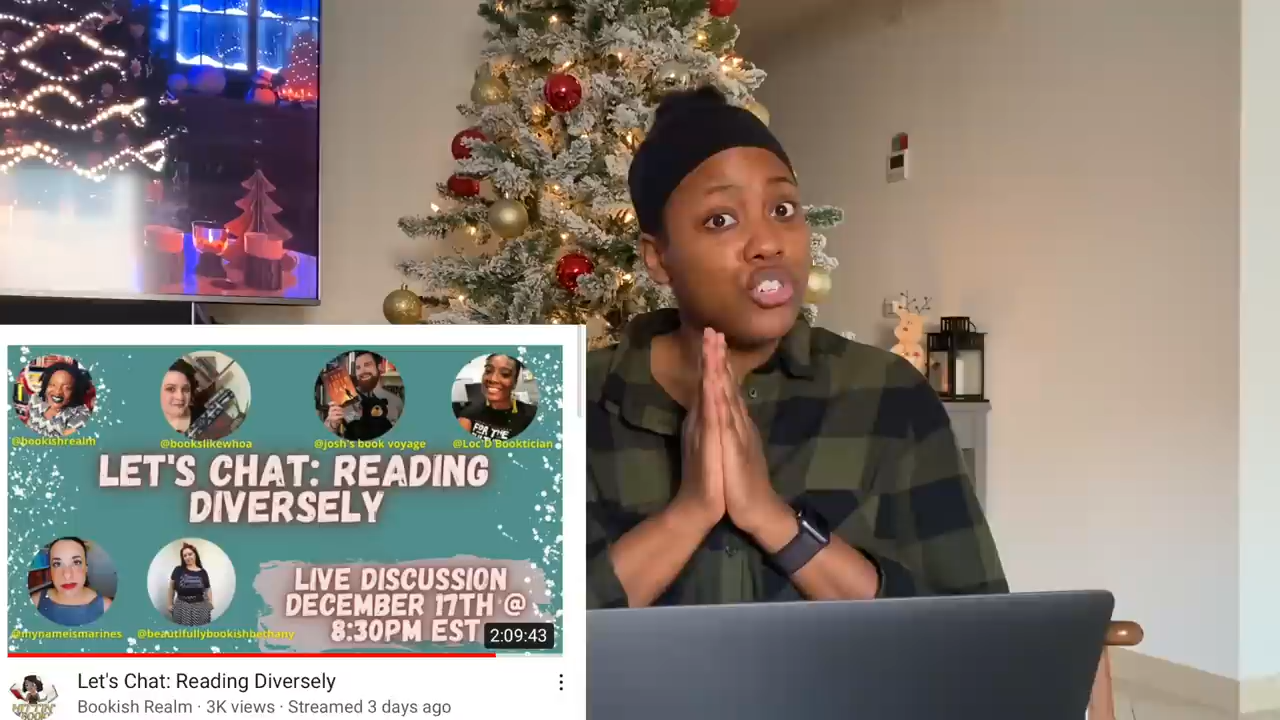 @bookishrealm
@bookslikewhoa
@josh's book voyage
@Loc'D Booktician
LET'S CHAT: READING
DIVERSELY
@mynameismarines
@beautifullybookishbethany
LIVE DISCUSSION
DECEMBER 17TH @
8:30PM EST
2:09:43
Let's Chat: Reading Diversely
Bookish Realm · 3K views · Streamed 3 days ago